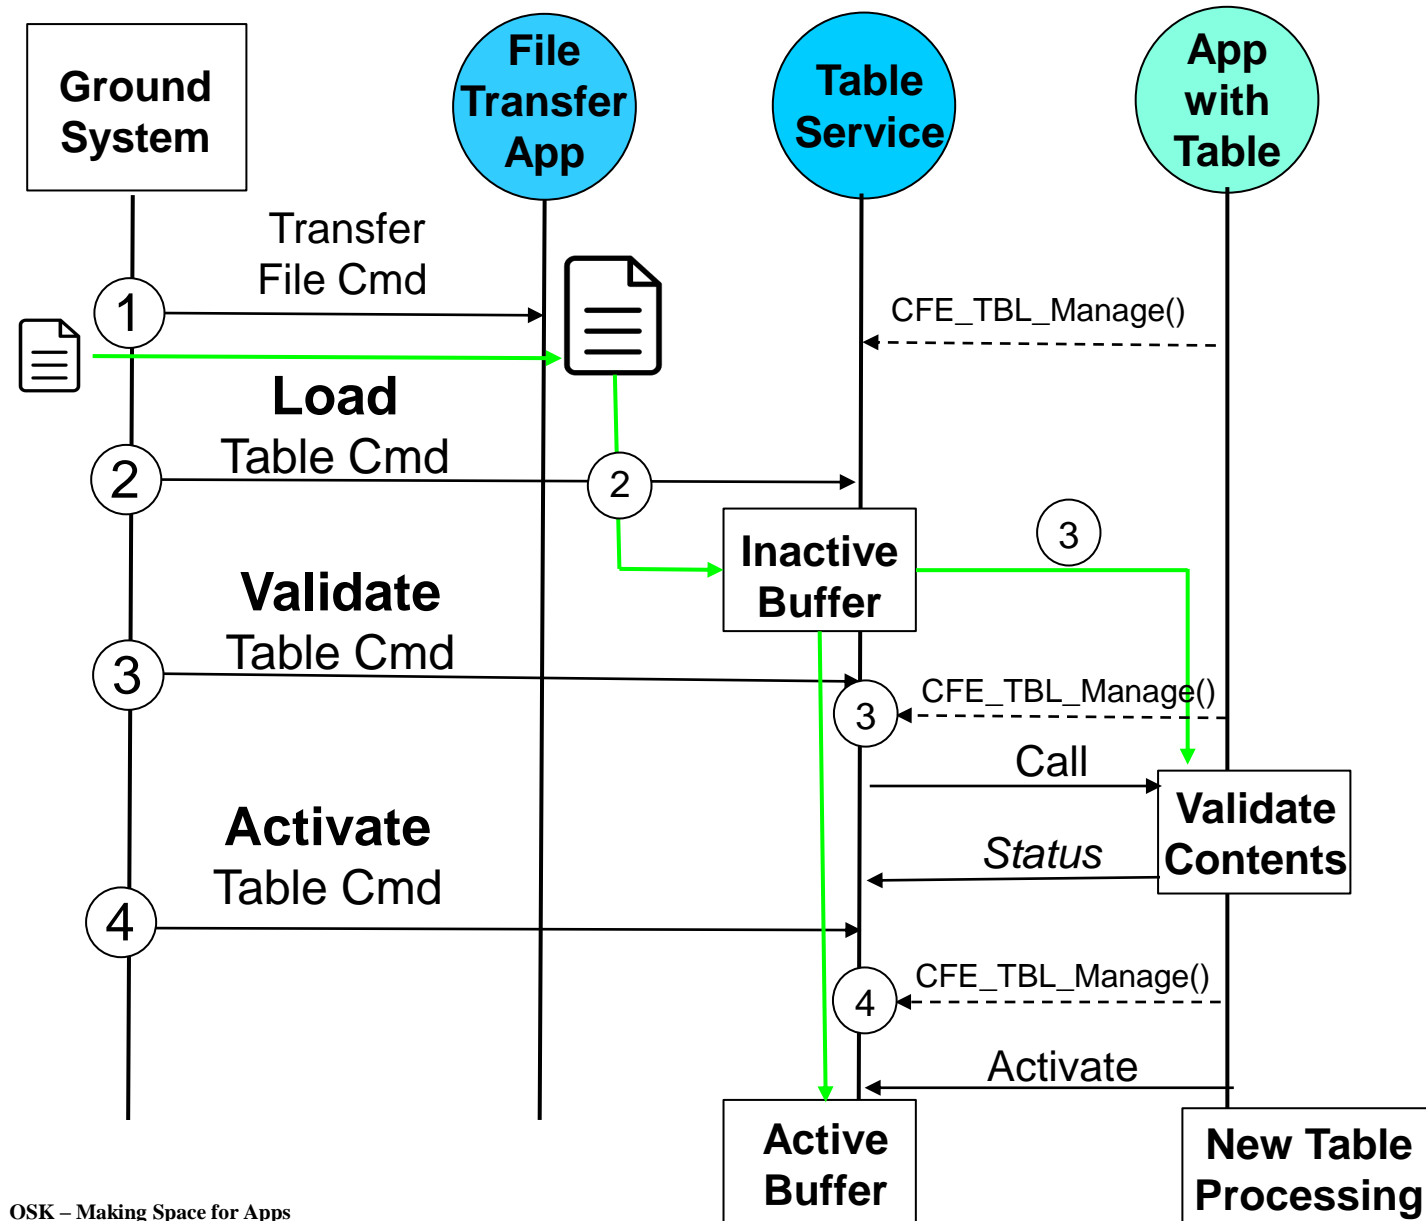 Ground
System
File
Transfer
App
Table
Service
App
with
Table
Transfer
File Cmd
1
CFE_TBL_Manage()
Load
Table Cmd
2
2
Inactive
Buffer
3
Validate
Table Cmd
3
3
CFE_TBL_Manage()
Call
Validate
Contents
Status
Activate
Table Cmd
4
CFE_TBL_Manage()
4
Activate
Active
Buffer
New Table
Processing
OSK – Making Space for Apps